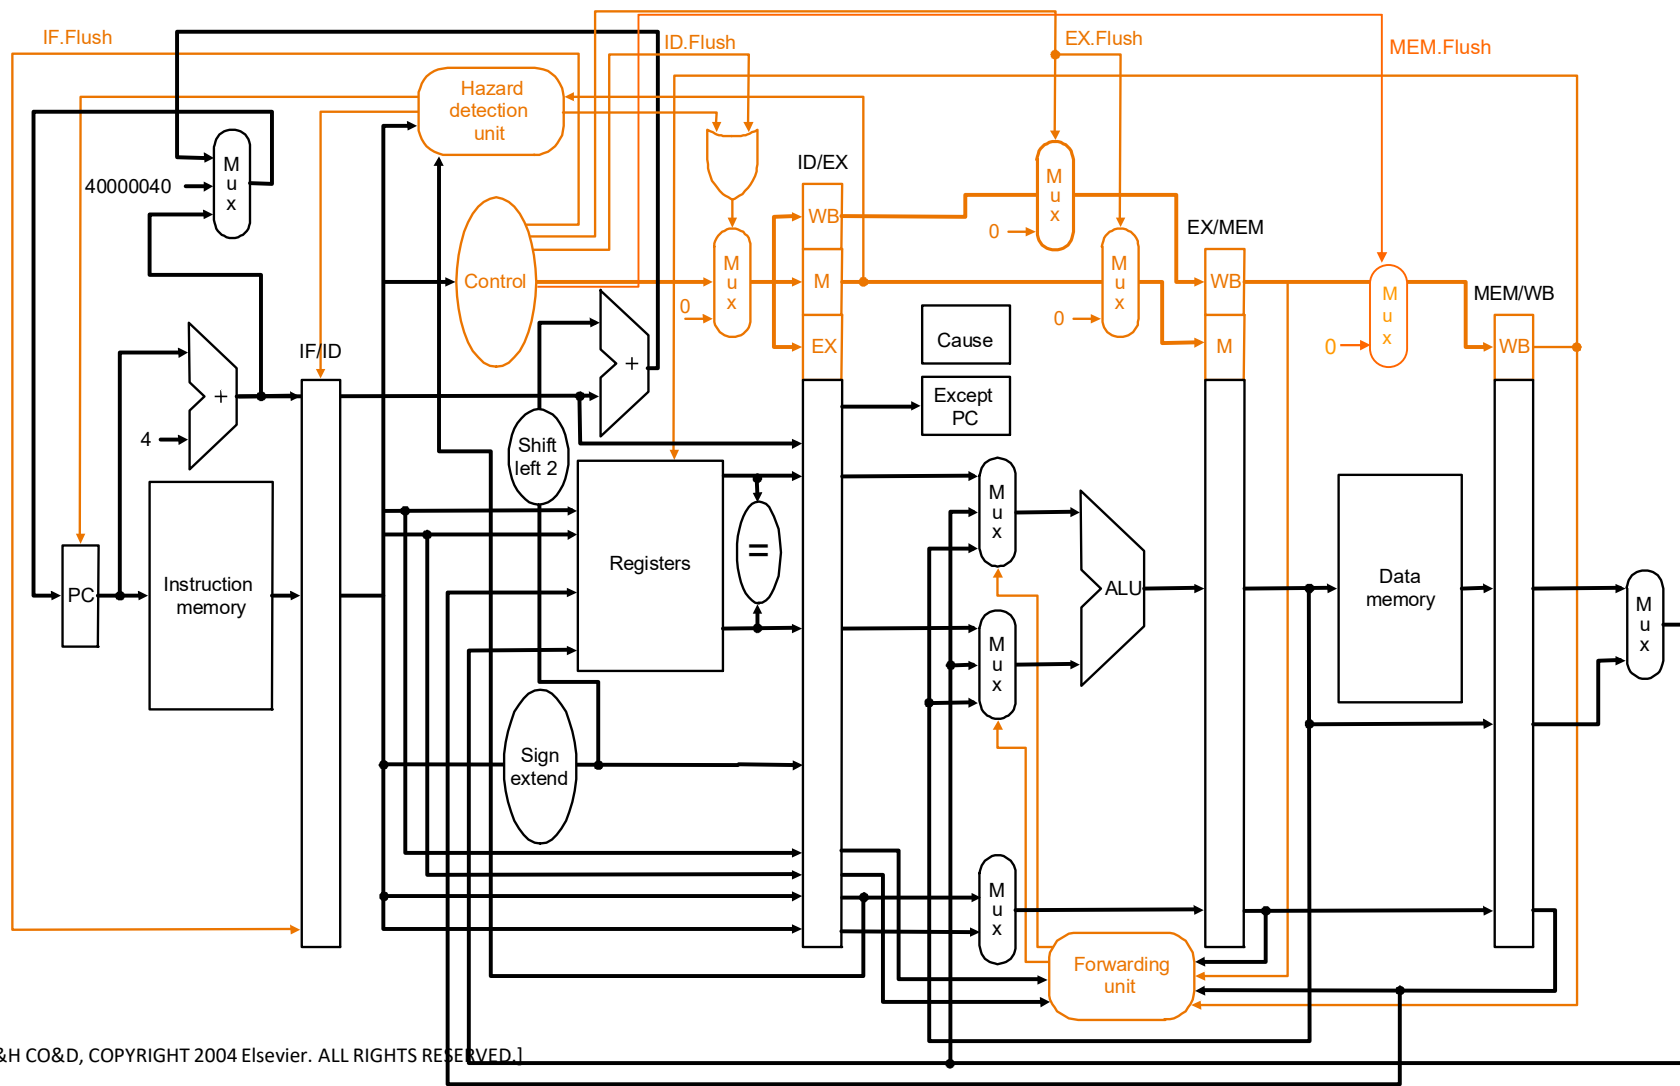 IF.Flush
ID.Flush
EX.Flush
MEM.Flush
Hazard
detection
unit
M
u
x
40000040
ID/EX
WB
M
EX
M
u
x
0
M
u
x
0
EX/MEM
WB
M
M
u
x
0
Control
M
u
x
0
MEM/WB
WB
Cause
Except
PC
IF/ID
+
4
+
Shift
left 2
PC
Instruction
memory
Registers
=
M
u
x
M
u
x
ALU
Data
memory
M
u
x
Sign
extend
M
u
x
Forwarding
unit
&H CO&D, COPYRIGHT 2004 Elsevier. ALL RIGHTS RESERVED.]